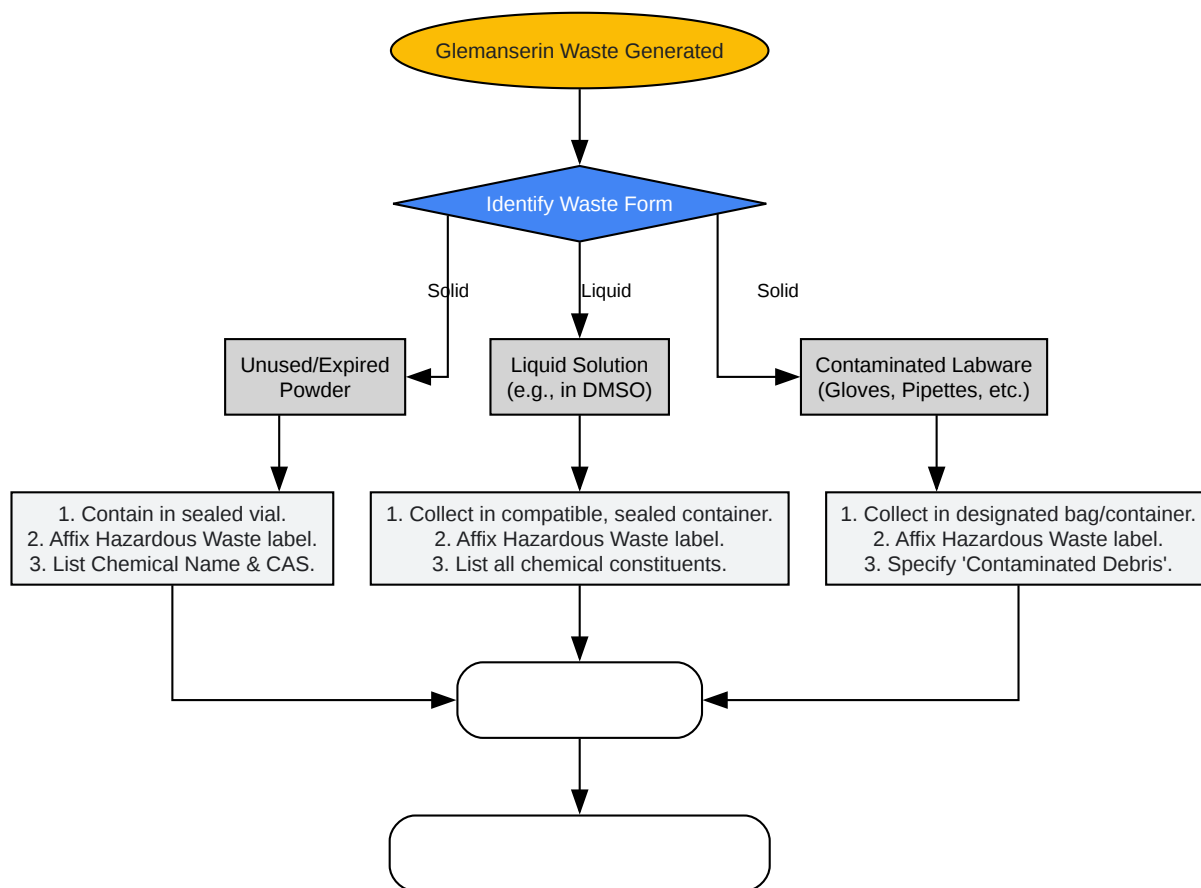 Glemanserin Waste Generated
Identify Waste Form
Solid
Liquid
Solid
Unused/Expired
Powder
Liquid Solution
(e.g., in DMSO)
Contaminated Labware
(Gloves, Pipettes, etc.)
1. Contain in sealed vial.
2. Affix Hazardous Waste label.
3. List Chemical Name & CAS.
1. Collect in compatible, sealed container.
2. Affix Hazardous Waste label.
3. List all chemical constituents.
1. Collect in designated bag/container.
2. Affix Hazardous Waste label.
3. Specify 'Contaminated Debris'.